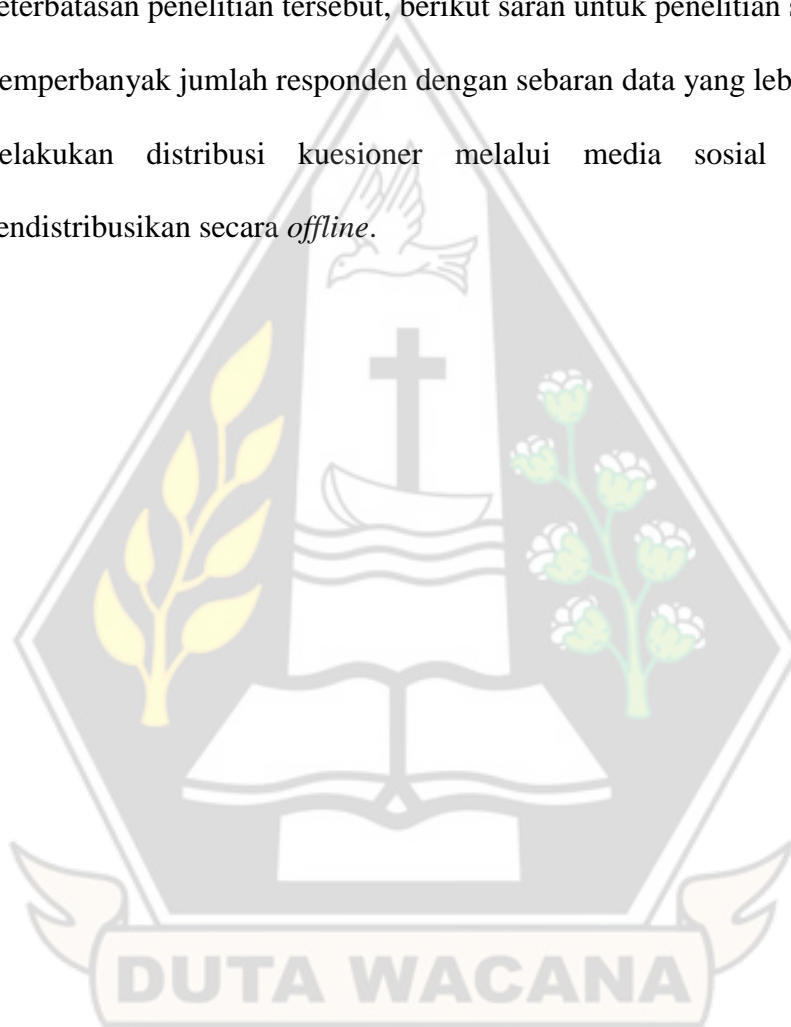 eterbatasan penelitian tersebut, berikut saran untuk penelitian s
emperbanyak jumlah responden dengan sebaran data yang leb
elakukan distribusi kuesioner melalui media sosial
endistribusikan secara offline.
DUTA WACANA